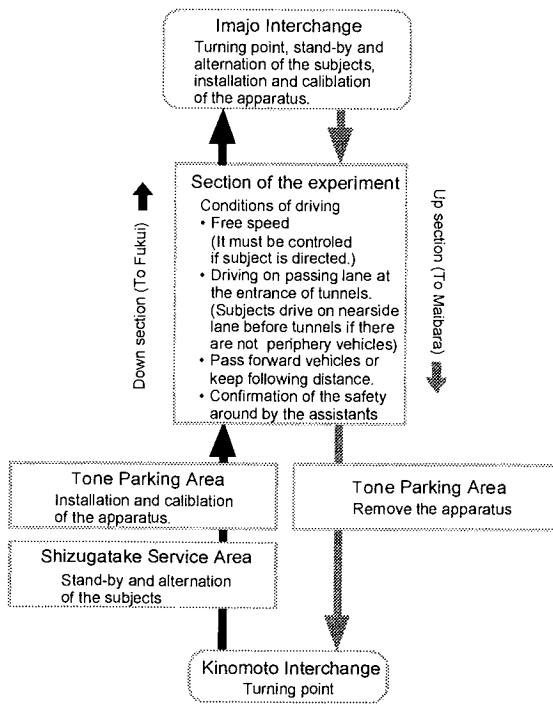 Imajo Interchange
Turning point, stand-by and
alternation of the subjects,
installation and caliblation
of the apparatus.
Down section (To Fukui)
Section of the experiment
Conditions of driving
• Free speed
(It must be controled
if subject is directed.)
• Driving on passing lane at
the entrance of tunnels.
(Subjects drive on nearside
lane before tunnels if there
are not periphery vehicles)
• Pass forward vehicles or
keep following distance.
• Confirmation of the safety
around by the assistants
Up section (To Maibara)
Tone Parking Area
Installation and caliblation
of the apparatus.
Tone Parking Area
Remove the apparatus
Shizugatake Service Area
Stand-by and alternation
of the subjects
Kinomoto Interchange
Turning point